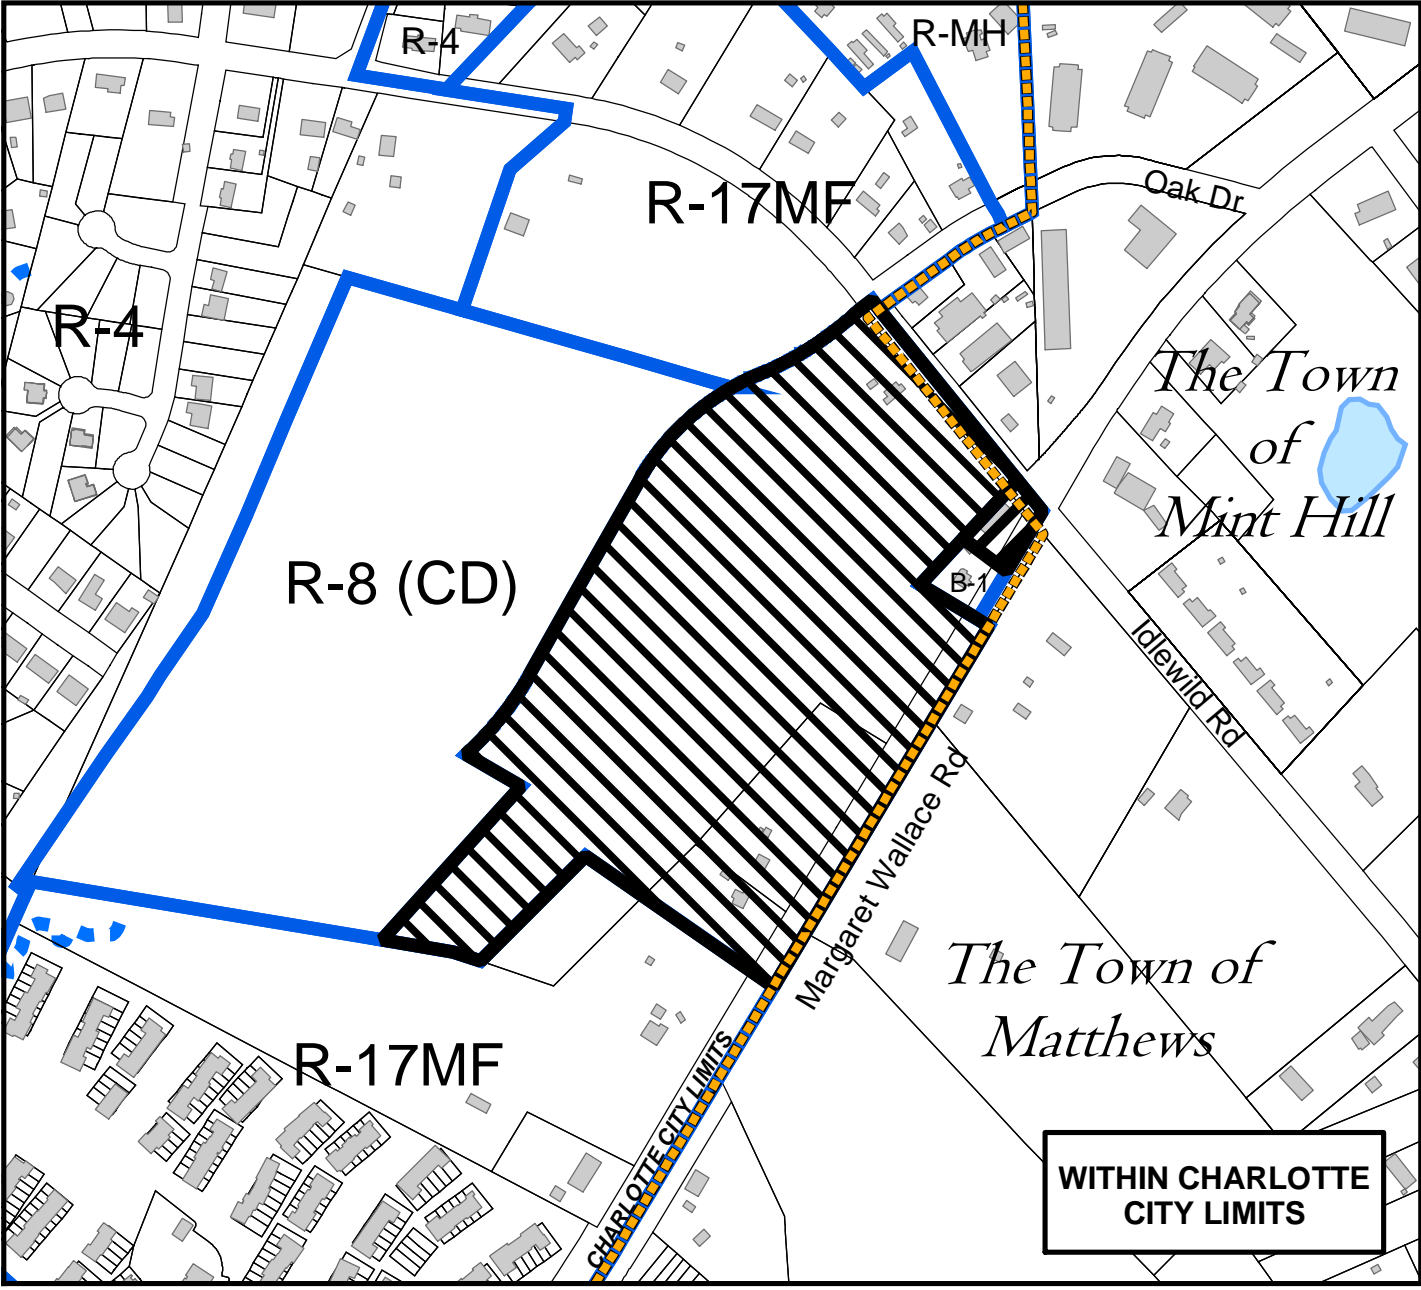 R-4
R-MH
R-17MF
Oak Dr
R-4
The Town
of
Mint Hill
R-8 (CD)
B-1
Idlewild Rd
Margaret Wallace Rd
The Town of
Matthews
R-17MF
CHARLOTTE CITY LIMITS
WITHIN CHARLOTTE
CITY LIMITS